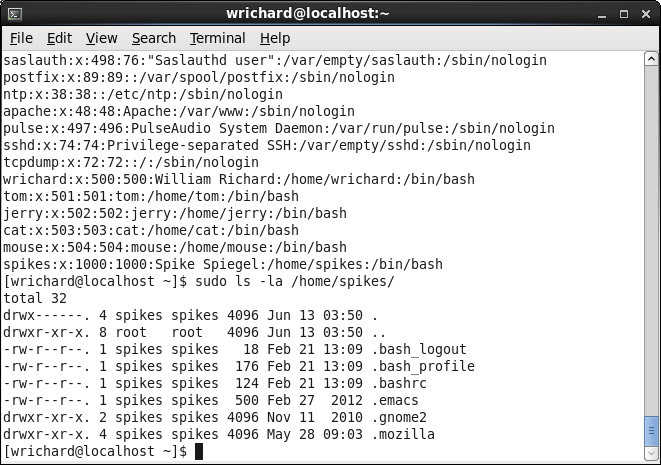 wrichard@localhost:~
File Edit View Search Terminal Help
saslauth:x:498:76:"Saslauthd user":/var/empty/saslauth:/sbin/nologin
postfix:x:89:89::/var/spool/postfix:/sbin/nologin
ntp:x:38:38::/etc/ntp:/sbin/nologin
apache:x:48:48:Apache:/var/www:/sbin/nologin
pulse:x:497:496:PulseAudio System Daemon:/var/run/pulse:/sbin/nologin
sshd:x:74:74:Privilege-separated SSH:/var/empty/sshd:/sbin/nologin
tcpdump:x:72:72::/:/sbin/nologin
wrichard:x:500:500:William Richard:/home/wrichard:/bin/bash
tom:x:501:501:tom:/home/tom:/bin/bash
jerry:x:502:502:jerry:/home/jerry:/bin/bash
cat:x:503:503:cat:/home/cat:/bin/bash
mouse:x:504:504:mouse:/home/mouse:/bin/bash
spikes:x:1000:1000:Spike Spiegel:/home/spikes:/bin/bash
[wrichard@localhost ~]$ sudo ls -la /home/spikes/
total 32
drwx------. 4 spikes spikes 4096 Jun 13 03:50 .
drwxr-xr-x. 8 root   root   4096 Jun 13 03:50 ..
-rw-r--r--. 1 spikes spikes   18 Feb 21 13:09 .bash_logout
-rw-r--r--. 1 spikes spikes  176 Feb 21 13:09 .bash_profile
-rw-r--r--. 1 spikes spikes  124 Feb 21 13:09 .bashrc
-rw-r--r--. 1 spikes spikes  500 Feb 27  2012 .emacs
drwxr-xr-x. 2 spikes spikes 4096 Nov 11  2010 .gnome2
drwxr-xr-x. 4 spikes spikes 4096 May 28 09:03 .mozilla
[wrichard@localhost ~]$